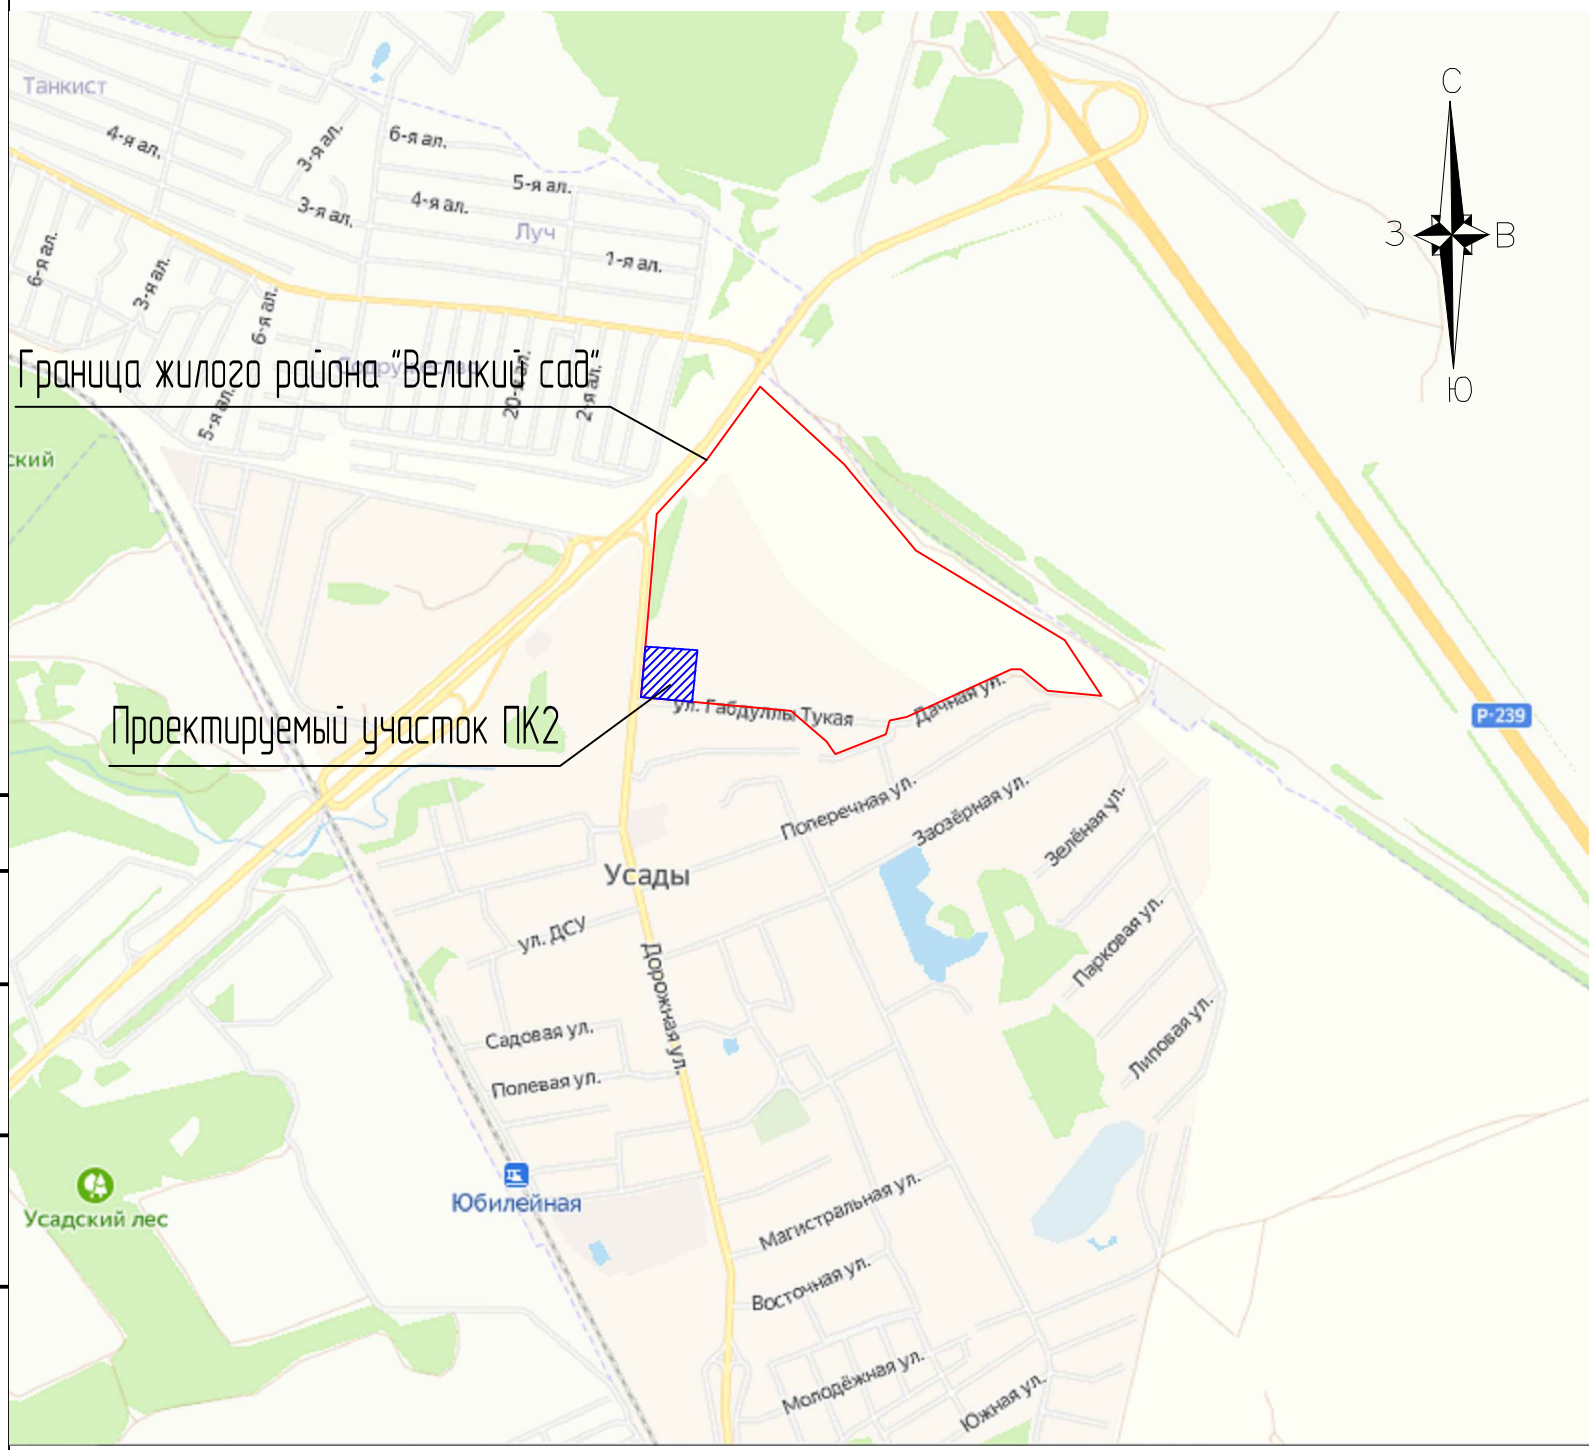 С
З
В
Ю
Танкист
4-я ал.
3-я ал.
6-я ал.
5-я ал.
4-я ал.
3-я ал.
Луч
1-я ал.
6-я ал.
3-я ал.
6-я ал.
Граница жилого района "Великий сад"
20-я ал.
2-я ал.
5-я ал.
ский
Проектируемый участок ПК2
ул. Габдуллы Тукая
Дачная ул.
Р-239
Поперечная ул.
Заозёрная ул.
Зелёная ул.
Усады
ул. ДСУ
Дорожная ул.
Парковая ул.
Садовая ул.
Липовая ул.
Полевая ул.
Усадский лес
Юбилейная
Магистральная ул.
Восточная ул.
Молодёжная ул.
Южная ул.